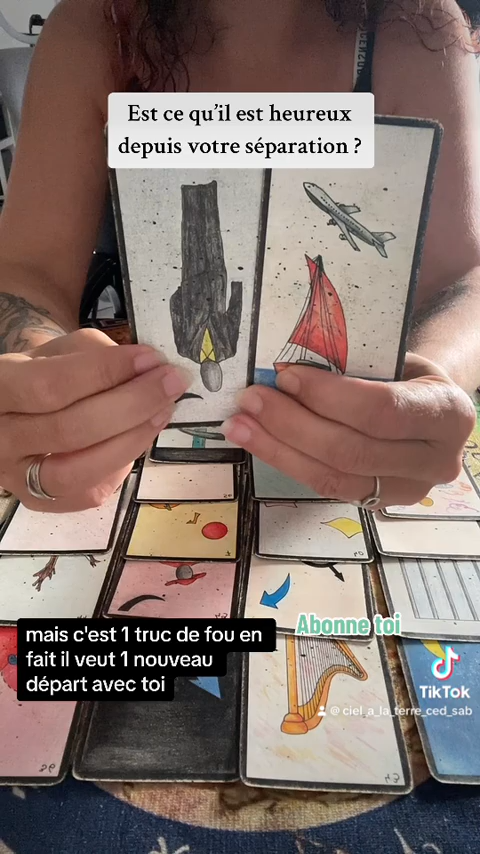 Est ce qu'il est heureux
depuis votre séparation ?
mais c'est 1 truc de fou en
fait il veut 1 nouveau
départ avec toi
Abonne toi
TikTok
@ciel_a_la_terre_ced_sab